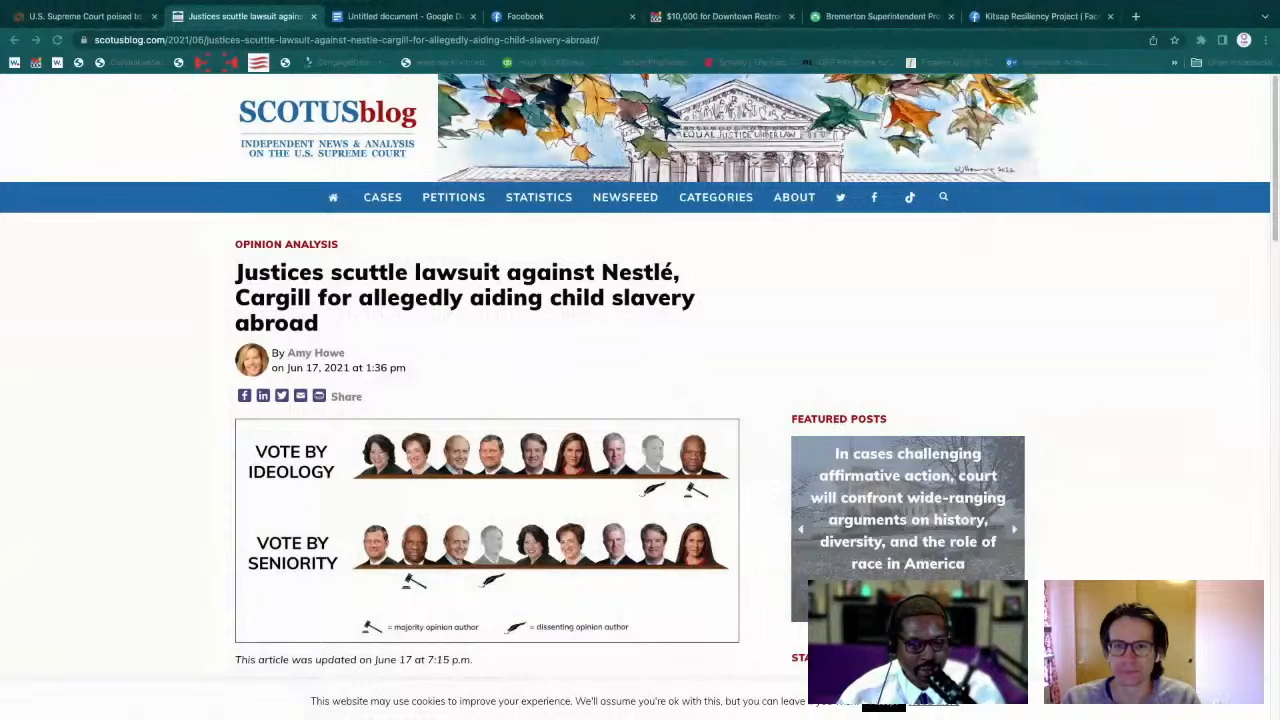 U.S. Supreme Court poised to
Justices scuttle lawsuit agains
Untitled document - Google D
Facebook
$10,000 for Downtown Restro
Bremerton Superintendent Pro
Kitsap Resiliency Project | Fac
scotusblog.com/2021/06/justices-scuttle-lawsuit-against-nestle-cargill-for-allegedly-aiding-child-slavery-abroad/
SCOTUSblog
INDEPENDENT NEWS & ANALYSIS
ON THE U.S. SUPREME COURT
EQUAL JUSTICE UNDER LAW
CASES PETITIONS STATISTICS NEWSFEED CATEGORIES ABOUT
OPINION ANALYSIS
Justices scuttle lawsuit against Nestlé,
Cargill for allegedly aiding child slavery
abroad
By Amy Howe
on Jun 17, 2021 at 1:36 pm
Share
VOTE BY
IDEOLOGY
VOTE BY
SENIORITY
= majority opinion author
= dissenting opinion author
This article was updated on June 17 at 7:15 p.m.
FEATURED POSTS
In cases challenging
affirmative action, court
will confront wide-ranging
arguments on history,
diversity, and the role of
race in America
This website may use cookies to improve your experience. We'll assume you're ok with this, but you can leave